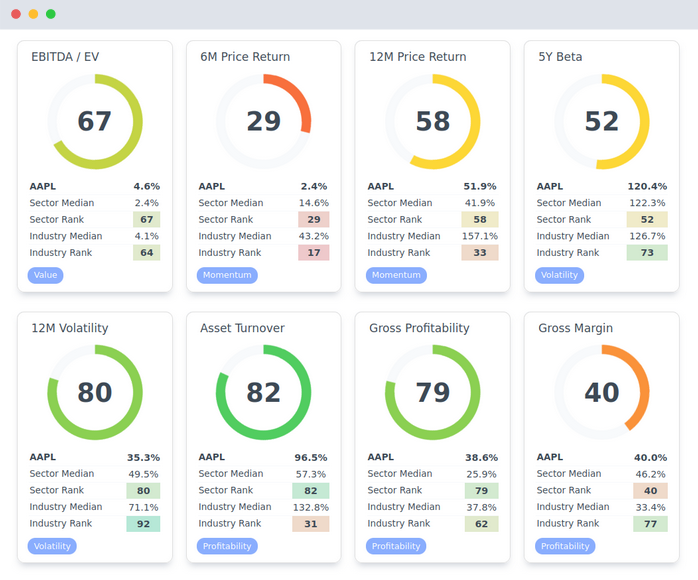 EBITDA / EV
67
AAPL 4.6%
Sector Median 2.4%
Sector Rank 67
Industry Median 4.1%
Industry Rank 64
Value
6M Price Return
29
AAPL 2.4%
Sector Median 14.6%
Sector Rank 29
Industry Median 43.2%
Industry Rank 17
Momentum
12M Price Return
58
AAPL 51.9%
Sector Median 41.9%
Sector Rank 58
Industry Median 157.1%
Industry Rank 33
Momentum
5Y Beta
52
AAPL 120.4%
Sector Median 122.3%
Sector Rank 52
Industry Median 126.7%
Industry Rank 73
Volatility
12M Volatility
80
AAPL 35.3%
Sector Median 49.5%
Sector Rank 80
Industry Median 71.1%
Industry Rank 92
Volatility
Asset Turnover
82
AAPL 96.5%
Sector Median 57.3%
Sector Rank 82
Industry Median 132.8%
Industry Rank 31
Profitability
Gross Profitability
79
AAPL 38.6%
Sector Median 25.9%
Sector Rank 79
Industry Median 37.8%
Industry Rank 62
Profitability
Gross Margin
40
AAPL 40.0%
Sector Median 46.2%
Sector Rank 40
Industry Median 33.4%
Industry Rank 77
Profitability